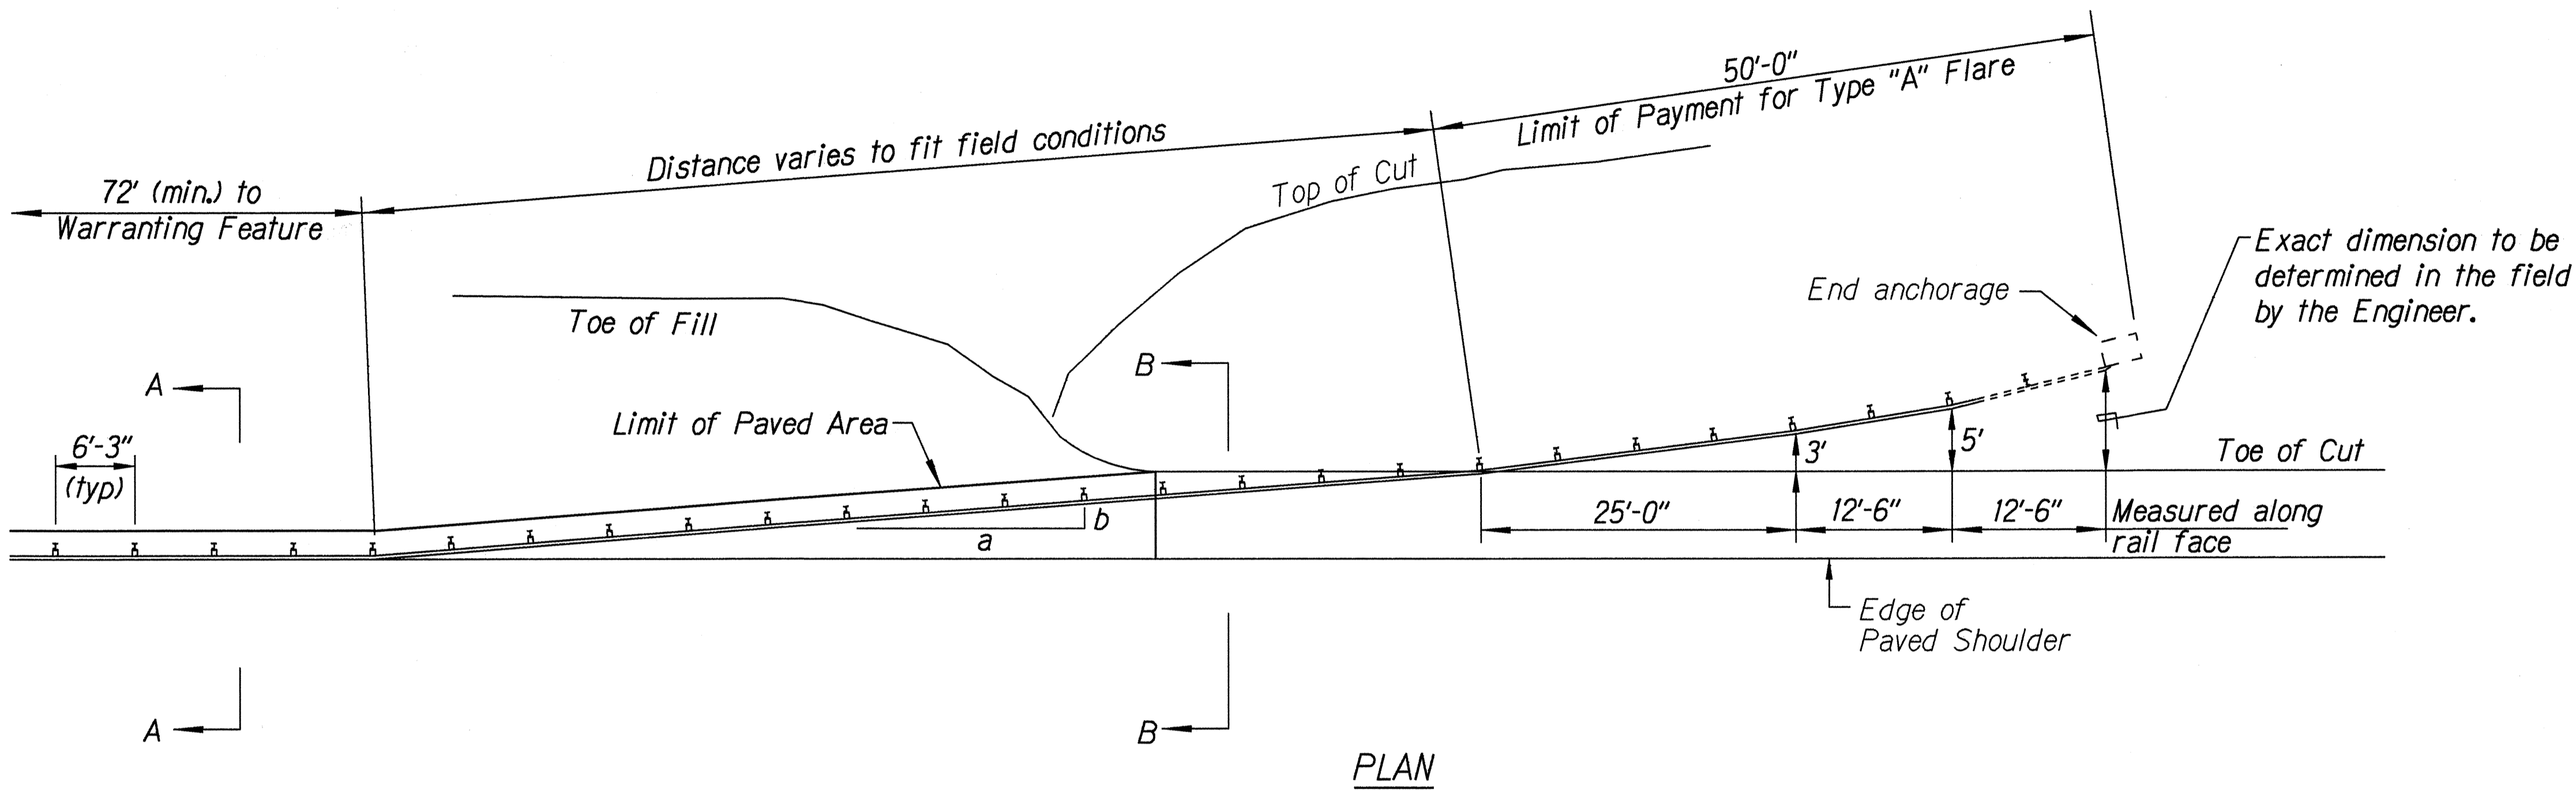 50'-0"
Limit of Payment for Type "A" Flare
Distance varies to fit field conditions
72' (min.) to
Warranting Feature
Top of Cut
Exact dimension to be
determined in the field
by the Engineer.
End anchorage
Toe of Fill
A
B
Limit of Paved Area
6'-3"
(typ)
3'
5'
Toe of Cut
b
a
25'-0"
12'-6"
12'-6"
Measured along
rail face
Edge of
Paved Shoulder
A
B
PLAN